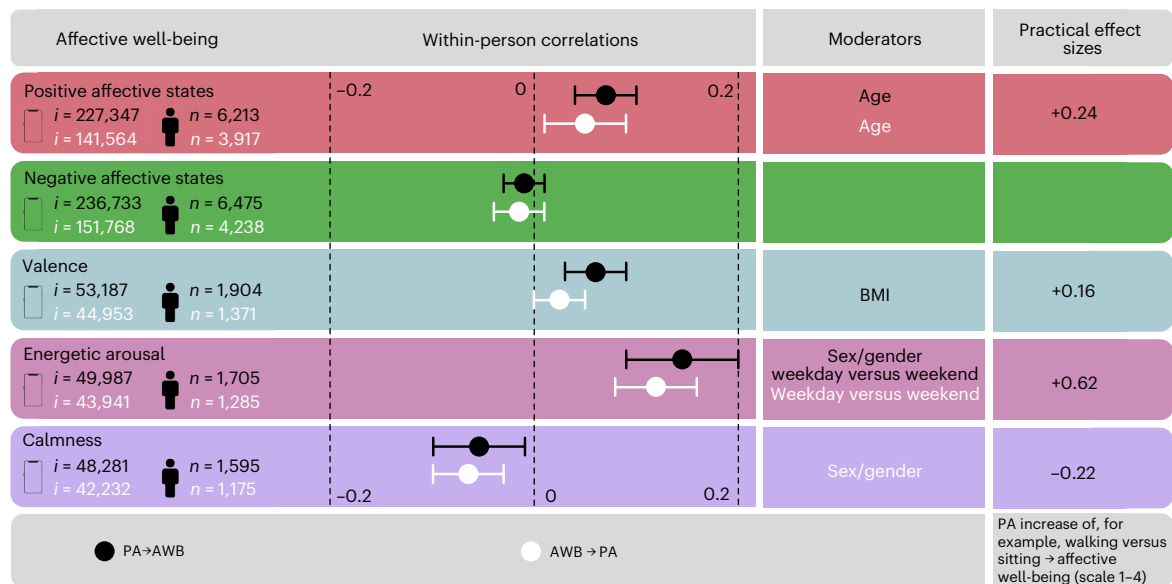 Affective well-being
Within-person correlations
Moderators
Practical effect
sizes
Positive affective states
i = 227,347
n = 6,213
i = 141,564
n = 3,917
−0.2
0
0.2
Age
Age
+0.24
Negative affective states
i = 236,733
n = 6,475
i = 151,768
n = 4,238
Valence
i = 53,187
n = 1,904
i = 44,953
n = 1,371
BMI
+0.16
Energetic arousal
i = 49,987
n = 1,705
i = 43,941
n = 1,285
Sex/gender
weekday versus weekend
Weekday versus weekend
+0.62
Calmness
i = 48,281
n = 1,595
i = 42,232
n = 1,175
−0.2
0
0.2
Sex/gender
−0.22
PA→AWB
AWB → PA
PA increase of, for
example, walking versus
sitting → affective
well-being (scale 1–4)